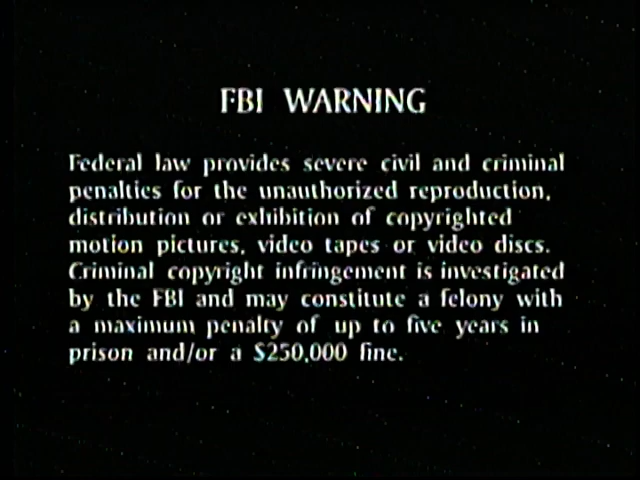 FBI WARNING
Federal law provides severe civil and criminal
penalties for the unauthorized reproduction,
distribution or exhibition of copyrighted
motion pictures, video tapes or video discs.
Criminal copyright infringement is investigated
by the FBI and may constitute a felony with
a maximum penalty of up to five years in
prison and/or a $250,000 fine.